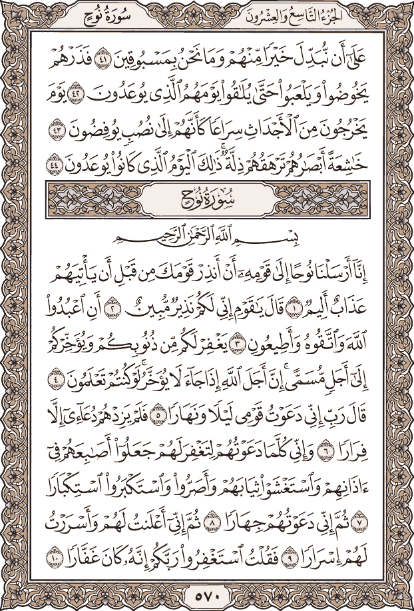 الجزء التاسع والعشرون سورة نوح
عَلَىٰٓ أَن نُّبَدِّلَ خَيۡرٗا مِّنۡهُمۡ وَمَا نَحۡنُ بِمَسۡبُوقِينَ ٤١ فَذَرۡهُمۡ
يَخُوضُواْ وَيَلۡعَبُواْ حَتَّىٰ يُلَٰقُواْ يَوۡمَهُمُ ٱلَّذِي يُوعَدُونَ ٤٢ يَوۡمَ
يَخۡرُجُونَ مِنَ ٱلۡأَجۡدَاثِ سِرَاعٗا كَأَنَّهُمۡ إِلَىٰ نُصُبٖ يُوفِضُونَ ٤٣
خَٰشِعَةً أَبۡصَٰرُهُمۡ تَرۡهَقُهُمۡ ذِلَّةٞۚ ذَٰلِكَ ٱلۡيَوۡمُ ٱلَّذِي كَانُواْ يُوعَدُونَ ٤٤
سُورَةُ نُوحٍ
بِسۡمِ ٱللَّهِ ٱلرَّحۡمَٰنِ ٱلرَّحِيمِ
إِنَّآ أَرۡسَلۡنَا نُوحًا إِلَىٰ قَوۡمِهِۦٓ أَنۡ أَنذِرۡ قَوۡمَكَ مِن قَبۡلِ أَن يَأۡتِيَهُمۡ
عَذَابٌ أَلِيمٞ ١ قَالَ يَٰقَوۡمِ إِنِّي لَكُمۡ نَذِيرٞ مُّبِينٌ ٢ أَنِ ٱعۡبُدُواْ
ٱللَّهَ وَٱتَّقُوهُ وَأَطِيعُونِ ٣ يَغۡفِرۡ لَكُم مِّن ذُنُوبِكُمۡ وَيُؤَخِّرۡكُمۡ
إِلَىٰٓ أَجَلٖ مُّسَمًّىۚ إِنَّ أَجَلَ ٱللَّهِ إِذَا جَآءَ لَا يُؤَخَّرُۚ لَوۡ كُنتُمۡ تَعۡلَمُونَ ٤
قَالَ رَبِّ إِنِّي دَعَوۡتُ قَوۡمِي لَيۡلٗا وَنَهَارٗا ٥ فَلَمۡ يَزِدۡهُمۡ دُعَآءِيٓ إِلَّا
فِرَارٗا ٦ وَإِنِّي كُلَّمَا دَعَوۡتُهُمۡ لِتَغۡفِرَ لَهُمۡ جَعَلُوٓاْ أَصَٰبِعَهُمۡ فِيٓ
ءَاذَانِهِمۡ وَٱسۡتَغۡشَوۡاْ ثِيَابَهُمۡ وَأَصَرُّواْ وَٱسۡتَكۡبَرُواْ ٱسۡتِكۡبَارٗا
٧ ثُمَّ إِنِّي دَعَوۡتُهُمۡ جِهَارٗا ٨ ثُمَّ إِنِّيٓ أَعۡلَنتُ لَهُمۡ وَأَسۡرَرۡتُ
لَهُمۡ إِسۡرَارٗا ٩ فَقُلۡتُ ٱسۡتَغۡفِرُواْ رَبَّكُمۡ إِنَّهُۥ كَانَ غَفَّارٗا ١٠
٥٧٠